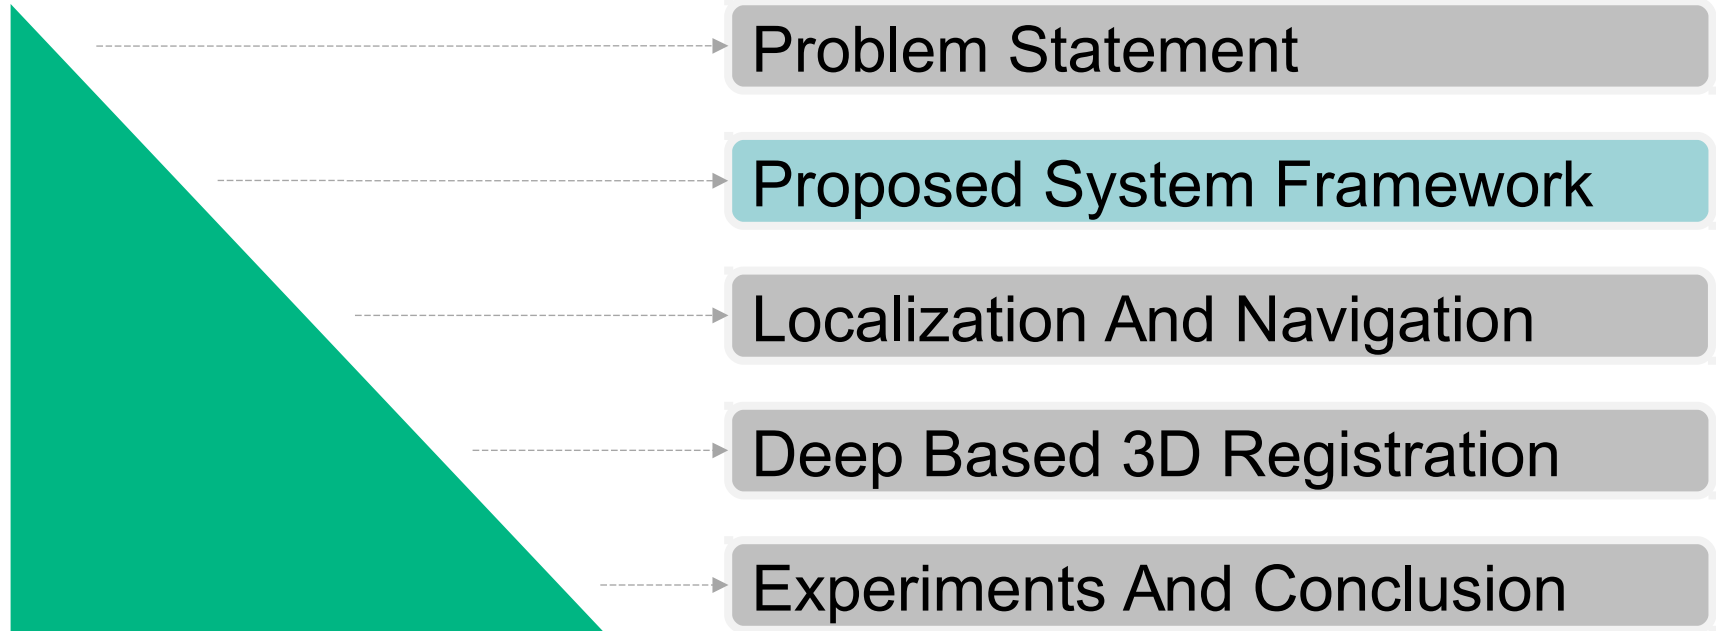 Problem Statement
Proposed System Framework
Localization And Navigation
Deep Based 3D Registration
Experiments And Conclusion